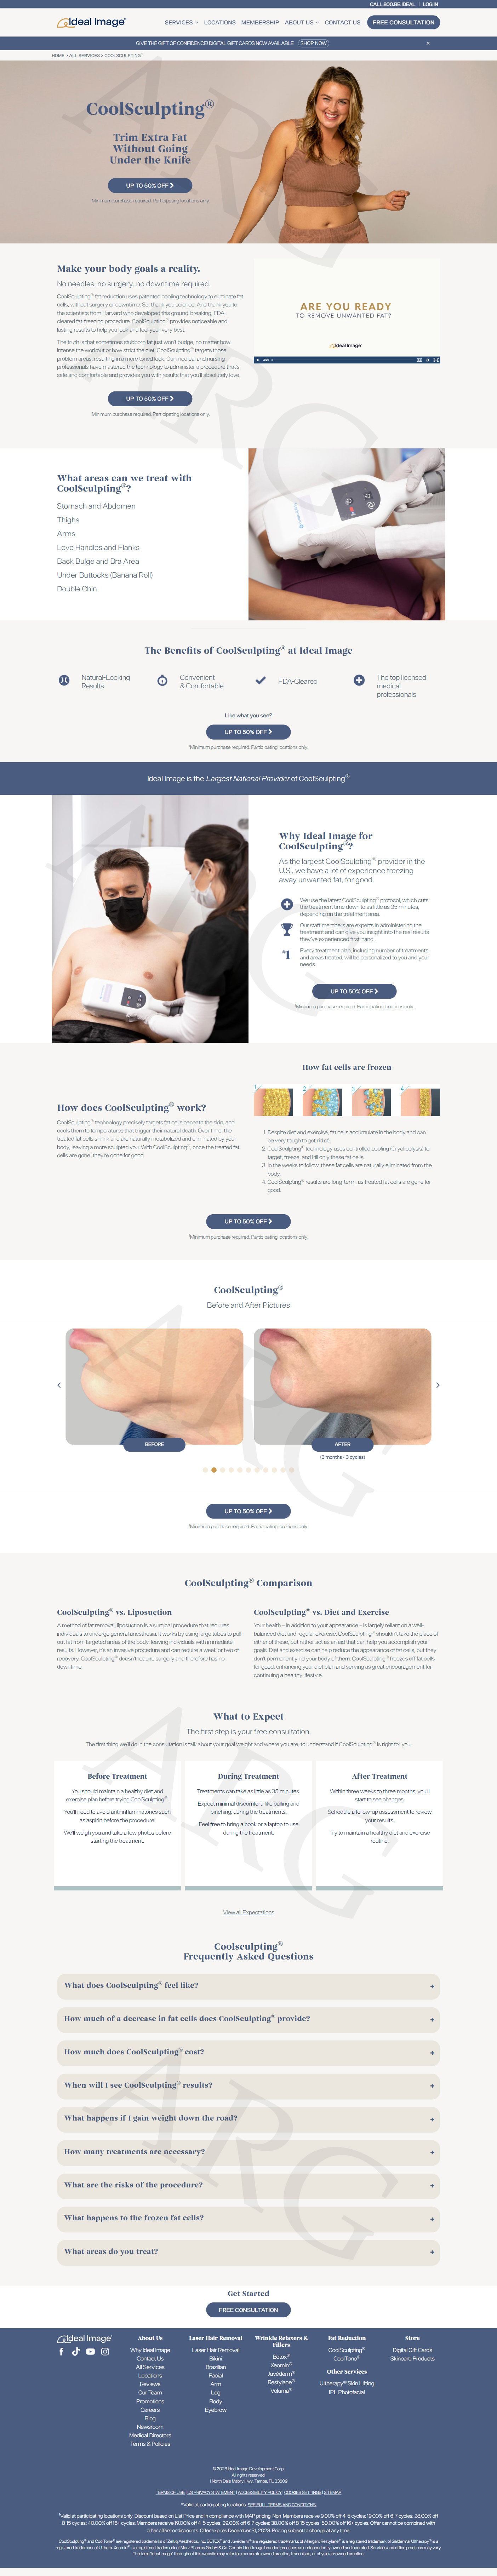 CALL 800.BE.IDEAL | LOG IN
Ideal Image®
SERVICES LOCATIONS MEMBERSHIP ABOUT US CONTACT US FREE CONSULTATION
GIVE THE GIFT OF CONFIDENCE! DIGITAL GIFT CARDS NOW AVAILABLE SHOP NOW ×
HOME > ALL SERVICES > COOLSCULPTING™
CoolSculpting®
Trim Extra Fat
Without Going
Under the Knife
UP TO 50% OFF >
Minimum purchase required. Participating locations only.
Make your body goals a reality.
No needles, no surgery, no downtime required.
CoolSculpting® fat reduction uses patented cooling technology to eliminate fat
cells, without surgery or downtime. So, thank you science. And thank you to
the scientists from Harvard who developed this ground-breaking, FDA-
cleared fat-freezing procedure. CoolSculpting® provides noticeable and
lasting results to help you look and feel your very best.
The truth is that sometimes stubborn fat just won't budge, no matter how
intense the workout or how strict the diet. CoolSculpting® targets those
problem areas, resulting in a more toned look. Our medical and nursing
professionals have mastered the technology to administer a procedure that's
safe and comfortable and provides you with results that you'll absolutely love.
UP TO 50% OFF >
Minimum purchase required. Participating locations only.
ARE YOU READY
TO REMOVE UNWANTED FAT?
Ideal Image
What areas can we treat with
CoolSculpting®?
Stomach and Abdomen
Thighs
Arms
Love Handles and Flanks
Back Bulge and Bra Area
Under Buttocks (Banana Roll)
Double Chin
The Benefits of CoolSculpting® at Ideal Image
Natural-Looking
Results
Convenient
& Comfortable
FDA-Cleared
The top licensed
medical
professionals
Like what you see?
UP TO 50% OFF >
Minimum purchase required. Participating locations only.
Ideal Image is the Largest National Provider of CoolSculpting®
Why Ideal Image for
CoolSculpting®?
As the largest CoolSculpting® provider in the
U.S., we have a lot of experience freezing
away unwanted fat, for good.
We use the latest CoolSculpting® protocol, which cuts
the treatment time down to as little as 35 minutes,
depending on the treatment area.
Our staff members are experts in administering the
treatment and can give you insight into the real results
they've experienced firsthand.
#1
Every treatment plan, including number of treatments
and areas treated, will be personalized to you and your
needs.
UP TO 50% OFF >
Minimum purchase required. Participating locations only.
How does CoolSculpting® work?
CoolSculpting® technology precisely targets fat cells beneath the skin, and
cools them to temperatures that trigger their natural death. Over time, the
treated fat cells shrink and are naturally metabolized and eliminated by your
body, leaving a more sculpted you. With CoolSculpting®, once the treated fat
cells are gone, they're gone for good.
How fat cells are frozen
1 2 3 4
1. Despite diet and exercise, fat cells accumulate in the body and can
be very tough to get rid of.
2. CoolSculpting® technology uses controlled cooling (Cryolipolysis) to
target, freeze, and kill only these fat cells.
3. In the weeks to follow, these fat cells are naturally eliminated from the
body.
4. CoolSculpting® results are long-term, as treated fat cells are gone for
good.
UP TO 50% OFF >
Minimum purchase required. Participating locations only.
CoolSculpting®
Before and After Pictures
BEFORE
AFTER
(3 months • 3 cycles)
UP TO 50% OFF >
Minimum purchase required. Participating locations only.
CoolSculpting® Comparison
CoolSculpting® vs. Liposuction
A method of fat removal, liposuction is a surgical procedure that requires
individuals to undergo general anesthesia. It works by using large tubes to pull
out fat from targeted areas of the body, leaving individuals with immediate
results. However, it's an invasive procedure and can require a week or two of
recovery. CoolSculpting® doesn't require surgery and therefore has no
downtime.
CoolSculpting® vs. Diet and Exercise
Your health – in addition to your appearance – is largely reliant on a well-
balanced diet and regular exercise. CoolSculpting® shouldn't take the place of
either of these, but rather act as an aid that can help you accomplish your
goals. Diet and exercise can help reduce the appearance of fat cells, but they
don't permanently rid your body of them. CoolSculpting® freezes off fat cells
for good, enhancing your diet plan and serving as great encouragement for
continuing a healthy lifestyle.
What to Expect
The first step is your free consultation.
The first thing we'll do in the consultation is talk about your goal weight and where you are, to understand if CoolSculpting® is right for you.
Before Treatment
You should maintain a healthy diet and
exercise plan before trying CoolSculpting®.
You'll need to avoid anti-inflammatories such
as aspirin before the procedure.
We'll weigh you and take a few photos before
starting the treatment.
During Treatment
Treatments can take as little as 35 minutes.
Expect minimal discomfort, like pulling and
pinching, during the treatments.
Feel free to bring a book or a laptop to use
during the treatment.
After Treatment
Within three weeks to three months, you'll
start to see changes.
Schedule a follow-up assessment to review
your results.
Try to maintain a healthy diet and exercise
routine.
View all Expectations
Coolsculpting®
Frequently Asked Questions
What does CoolSculpting® feel like? +
How much of a decrease in fat cells does CoolSculpting® provide? +
How much does CoolSculpting® cost? +
When will I see CoolSculpting® results? +
What happens if I gain weight down the road? +
How many treatments are necessary? +
What are the risks of the procedure? +
What happens to the frozen fat cells? +
What areas do you treat? +
Get Started
FREE CONSULTATION
Ideal Image®
About Us
Why Ideal Image
Contact Us
All Services
Locations
Reviews
Our Team
Promotions
Careers
Blog
Newsroom
Medical Directors
Terms & Policies
Laser Hair Removal
Laser Hair Removal
Bikini
Brazilian
Facial
Arm
Leg
Body
Eyebrow
Wrinkle Relaxers &
Fillers
Botox®
Xeomin®
Juvéderm®
Restylane®
Volume®
Fat Reduction
CoolSculpting®
CoolTone®
Other Services
Ultherapy® Skin Lifting
IPL Photofacial
Store
Digital Gift Cards
Skincare Products
© 2023 Ideal Image Development Corp.
All rights reserved
1 North Dale Mabry Hwy, Tampa, FL 33609
TERMS OF USE | US PRIVACY STATEMENT | ACCESSIBILITY POLICY | COOKIES SETTINGS | SITEMAP
*Valid at participating locations. SEE FULL TERMS AND CONDITIONS.
ARG